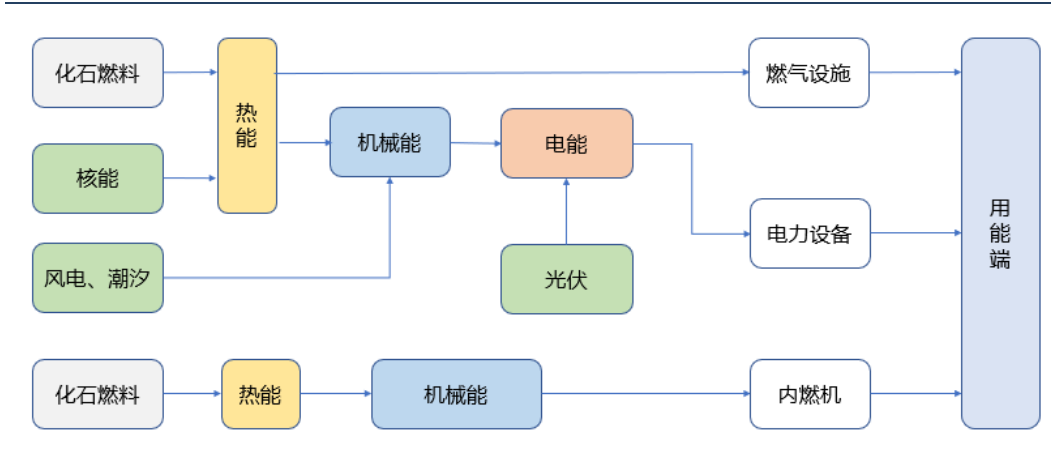 化石燃料
热能
燃气设施
用能端
机械能
电能
核能
电力设备
风电、潮汐
光伏
化石燃料
热能
机械能
内燃机